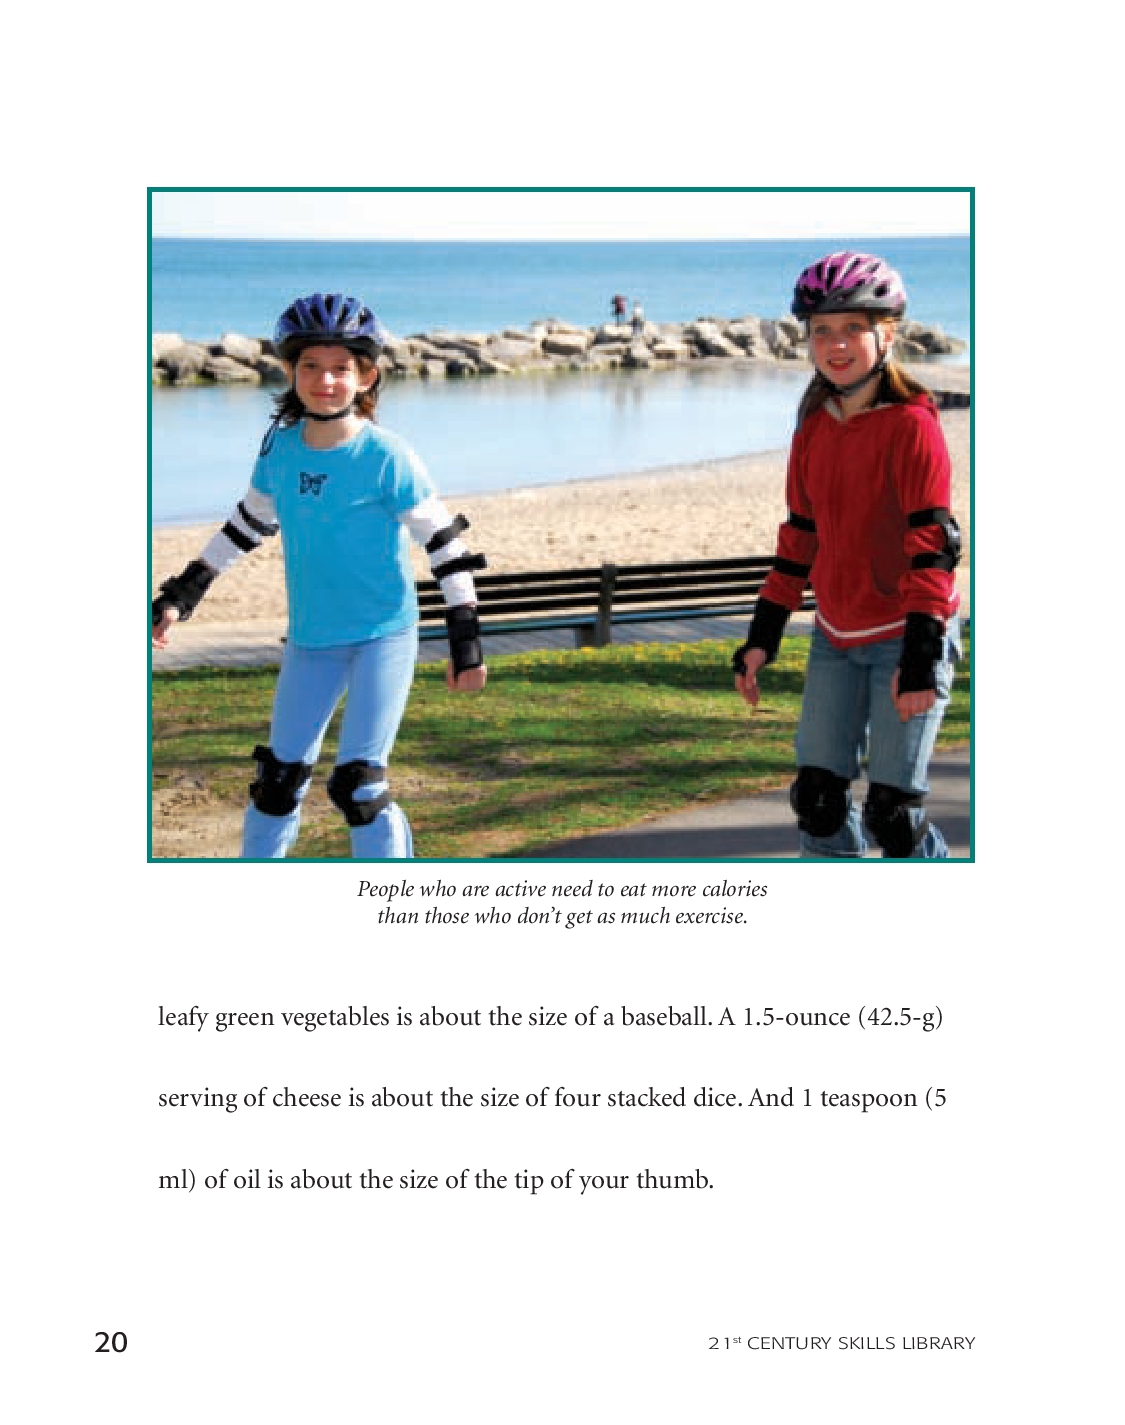 People who are active need to eat more calories
than those who don’t get as much exercise.
leafy green vegetables is about the size of a baseball. A 1.5-ounce (42.5-g)
serving of cheese is about the size of four stacked dice. And 1 teaspoon (5
ml) of oil is about the size of the tip of your thumb.
20
21st CENTURY SKILLS LIBRARY